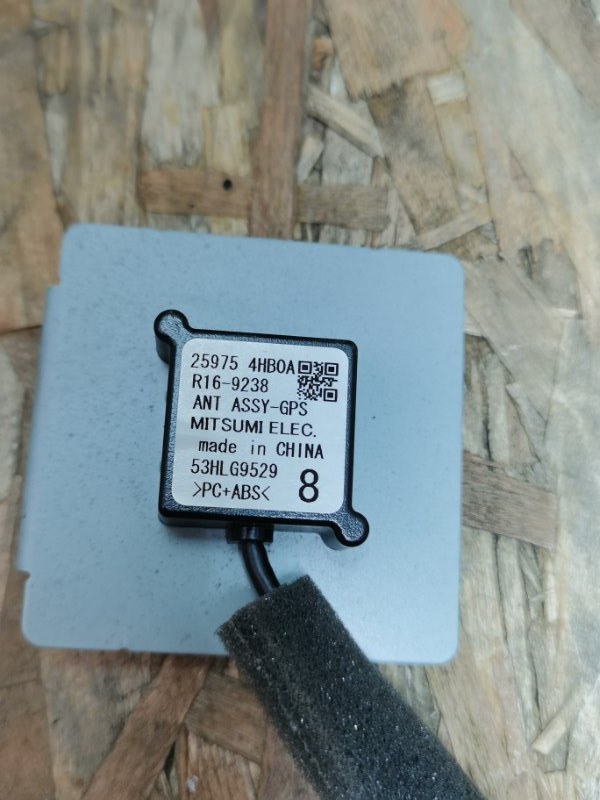 25975 4HB0A
R16-9238
ANT ASSY-GPS
MITSUMI ELEC.
made in CHINA
53HLG9529
>PC+ABS< 8